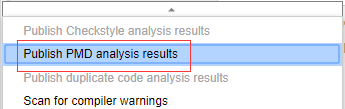 Publish Checkstyle analysis results
Publish PMD analysis results
Publish duplicate code analysis results
Scan for compiler warnings